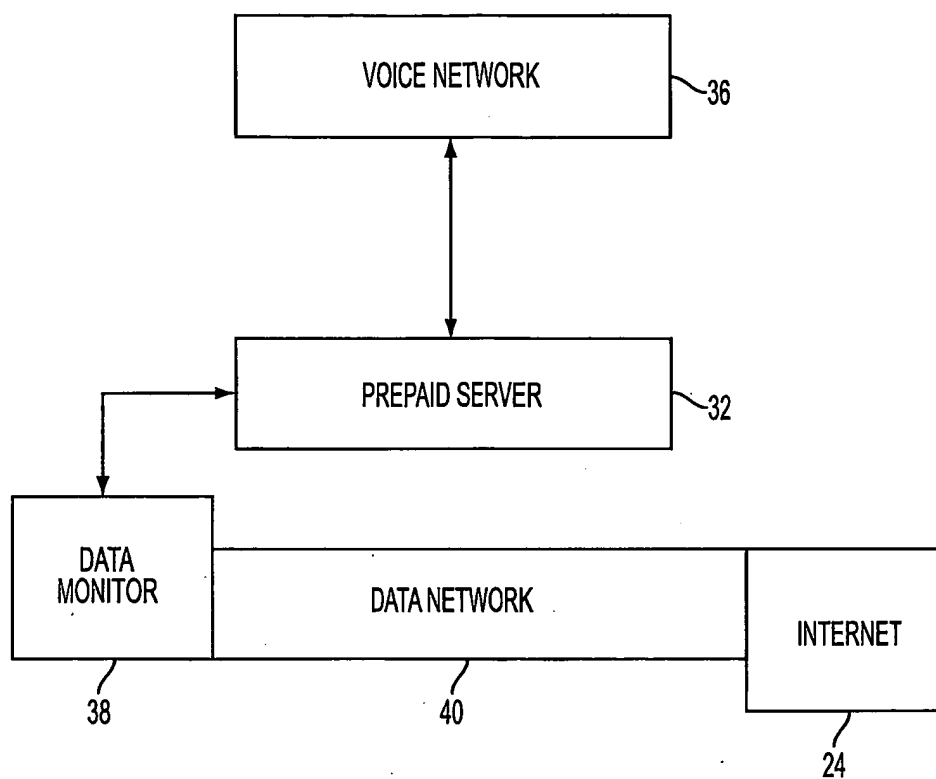 VOICE NETWORK
36
PREPAID SERVER
32
DATA
MONITOR
DATA NETWORK
INTERNET
38
40
24